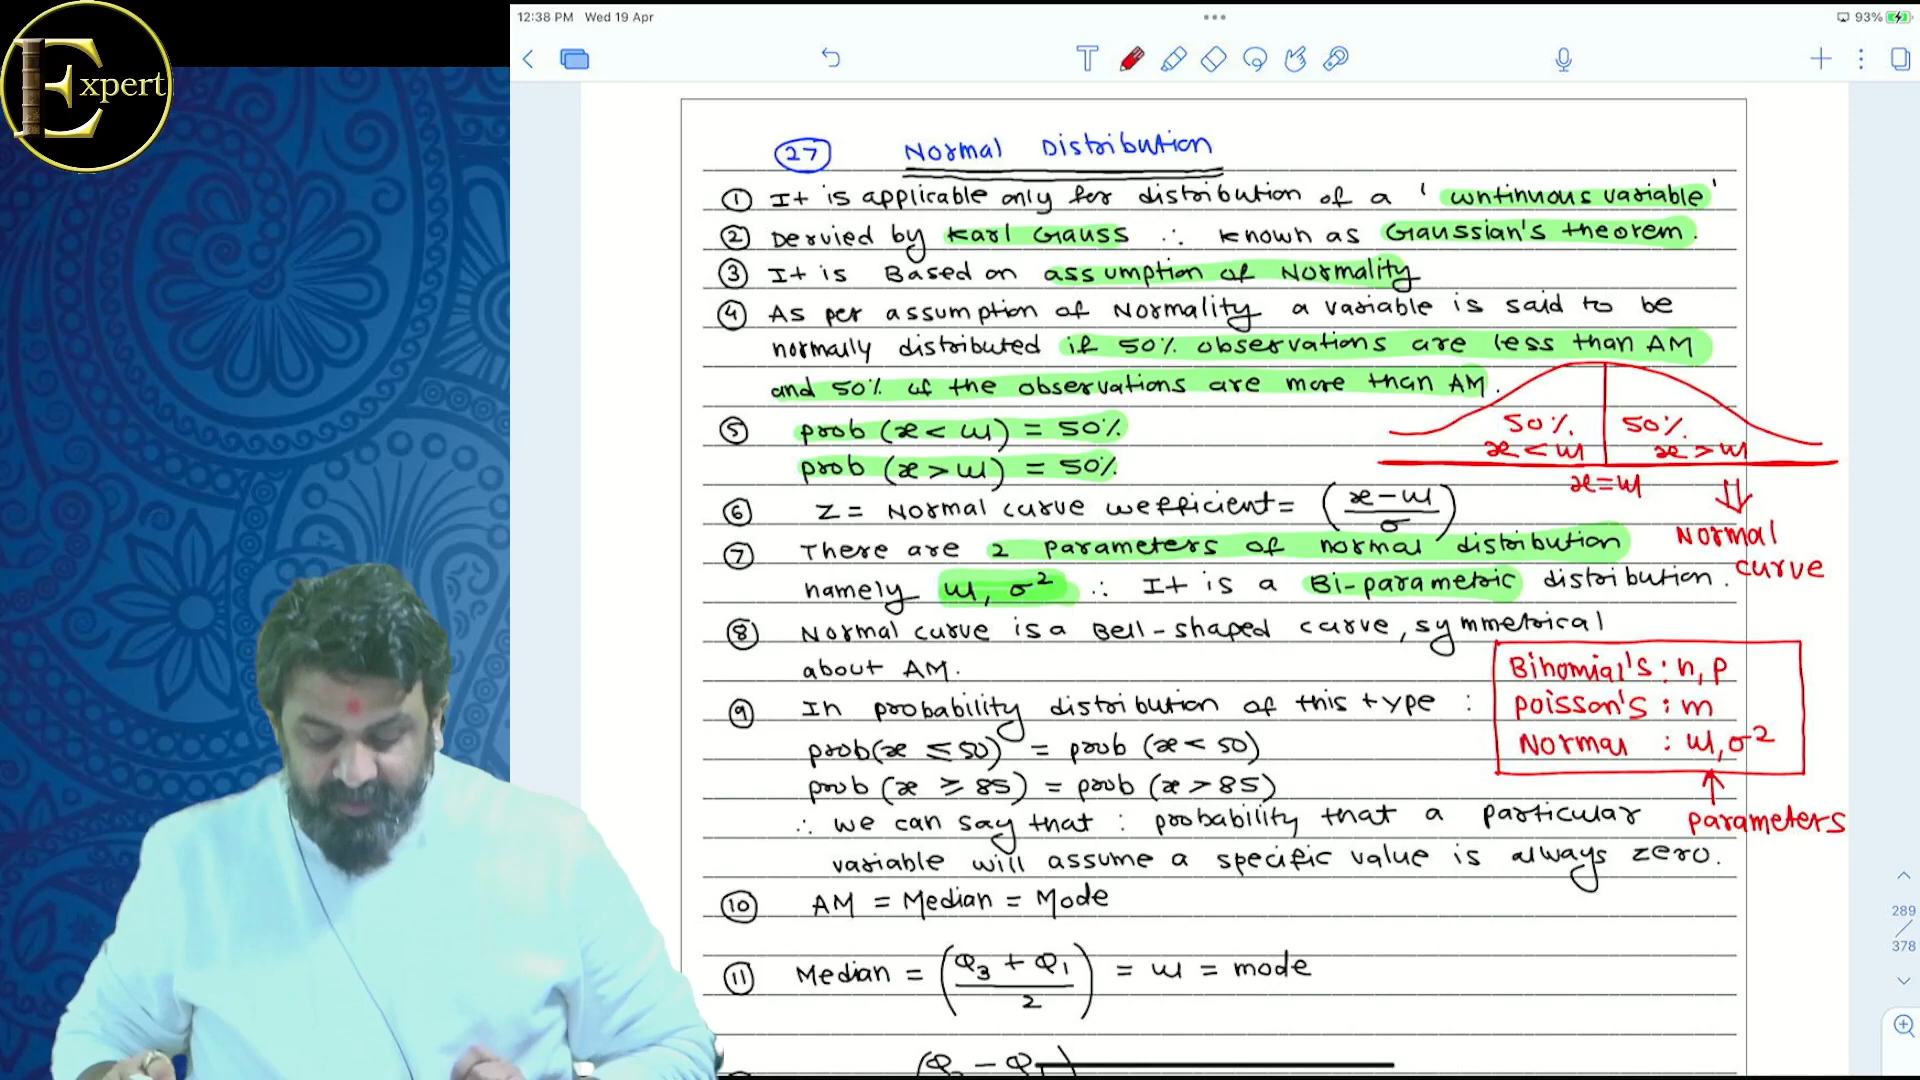 Expert
12:38 PM Wed 19 Apr
93%
27 Normal Distribution
① It is applicable only for distribution of a 'continuous variable'
② Dervied by Karl Gauss ∴ known as Gaussian's theorem.
③ It is Based on assumption of Normality
④ As per assumption of Normality a variable is said to be
normally distributed if 50% observations are less than AM
and 50% of the observations are more than AM.
⑤ prob (x < μ) = 50%
prob (x > μ) = 50%
50% 50%
x < μ x > μ
x = μ
⇓
Normal
curve
⑥ Z = Normal curve coefficient = (x - μ / σ)
⑦ There are 2 parameters of normal distribution
namely μ, σ² ∴ It is a Bi-parametric distribution.
⑧ Normal curve is a Bell-shaped curve, symmetrical
about AM.
Binomial's : n, p
Poisson's : m
Normal : μ, σ²
↑
parameters
⑨ In probability distribution of this type :
prob(x ≤ 50) = prob (x < 50)
prob (x ≥ 85) = prob (x > 85)
∴ we can say that : probability that a particular
variable will assume a specific value is always zero.
⑩ AM = Median = Mode
⑪ Median = (Q₃ + Q₁ / 2) = μ = mode
289
378